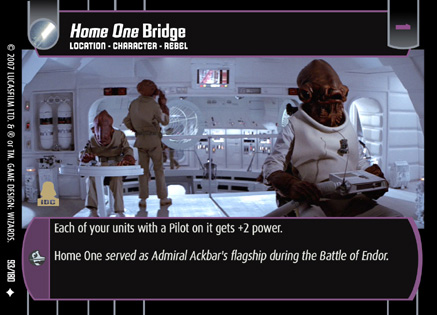 Home One Bridge
LOCATION - CHARACTER - REBEL
IDC
Each of your units with a Pilot on it gets +2 power.
Home One served as Admiral Ackbar's flagship during the Battle of Endor.
© 2007 LUCASFILM LTD. & ® or TM. GAME DESIGN: WIZARDS. 93/180